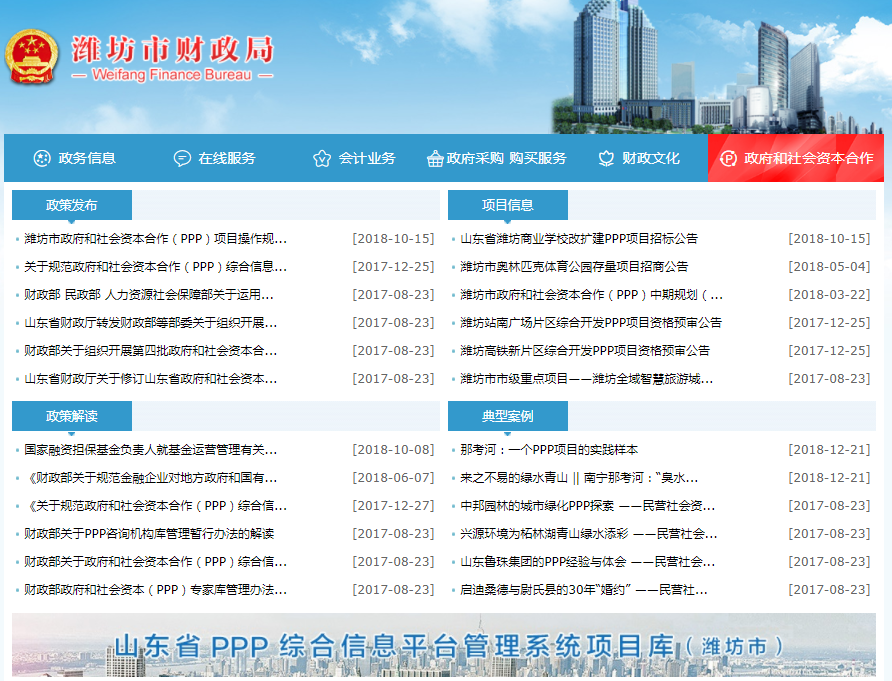 潍坊市财政局
Weifang Finance Bureau
政务信息 在线服务 会计业务 政府采购 购买服务 财政文化 政府和社会资本合作
政策发布
潍坊市政府和社会资本合作（PPP）项目操作规... [2018-10-15]
关于规范政府和社会资本合作（PPP）综合信息... [2017-12-25]
财政部 民政部 人力资源社会保障部关于运用... [2017-08-23]
山东省财政厅转发财政部等部委关于组织开展... [2017-08-23]
财政部关于组织开展第四批政府和社会资本合... [2017-08-23]
山东省财政厅关于修订山东省政府和社会资本... [2017-08-23]
项目信息
山东省潍坊商业学校改扩建PPP项目招标公告 [2018-10-15]
潍坊市奥林匹克体育公园存量项目招商公告 [2018-05-04]
潍坊市政府和社会资本合作（PPP）中期规划（... [2018-03-22]
潍坊站南广场片区综合开发PPP项目资格预审公告 [2017-12-25]
潍坊高铁新片区综合开发PPP项目资格预审公告 [2017-12-25]
潍坊市市级重点项目——潍坊全域智慧旅游城... [2017-08-23]
政策解读
国家融资担保基金负责人就基金运营管理有关... [2018-10-08]
《财政部关于规范金融企业对地方政府和国有... [2018-06-07]
《关于规范政府和社会资本合作（PPP）综合信... [2017-12-27]
财政部关于PPP咨询机构库管理暂行办法的解读 [2017-08-23]
财政部关于政府和社会资本合作（PPP）综合信... [2017-08-23]
财政部政府和社会资本（PPP）专家库管理办法... [2017-08-23]
典型案例
那考河：一个PPP项目的实践样本 [2018-12-21]
来之不易的绿水青山 || 南宁那考河：“臭水... [2018-12-21]
中邦园林的城市绿化PPP探索 ——民营社会资... [2017-08-23]
兴源环境为柘林湖青山绿水添彩 ——民营社会... [2017-08-23]
山东鲁珠集团的PPP经验与体会 ——民营社会... [2017-08-23]
启迪桑德与尉氏县的30年“婚约” ——民营社... [2017-08-23]
山东省 PPP 综合信息平台管理系统项目库（潍坊市）